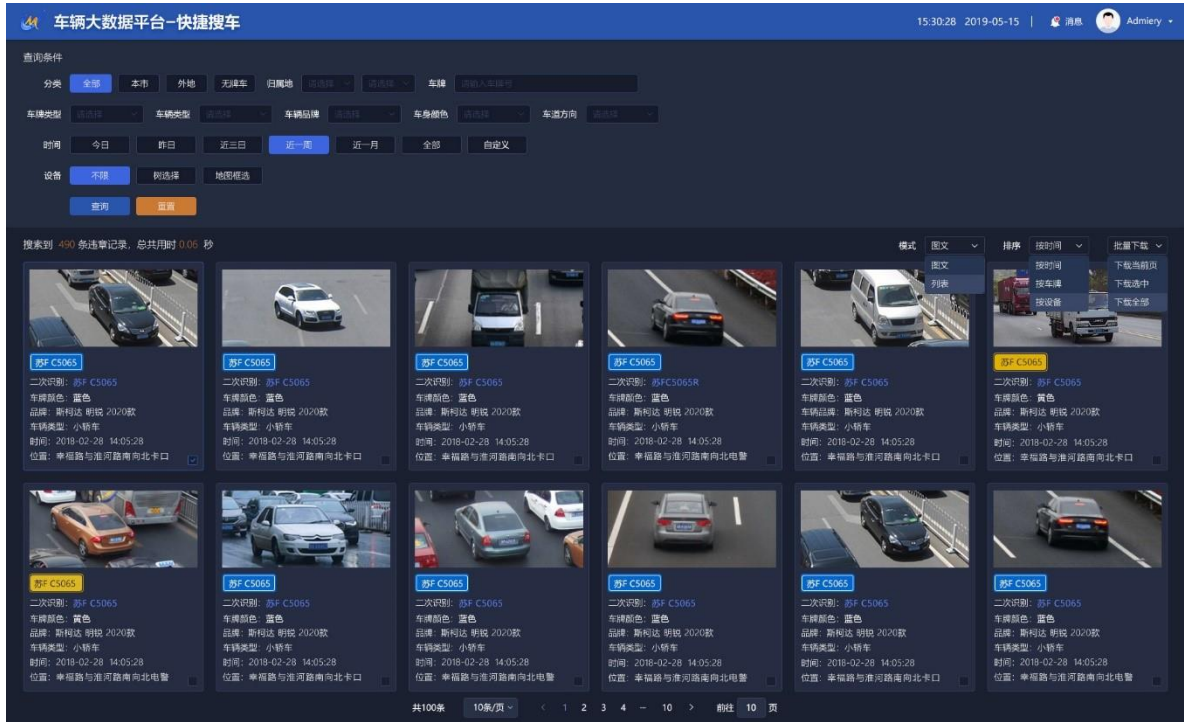 车辆大数据平台-快捷搜车 15:30:28 2019-05-15 | 消息 Admiery
查询条件
分类 全部 本市 外地 无牌车 归属地 请选择 请选择 车牌 请输入车牌号
车牌类型 请选择 车辆类型 请选择 车辆品牌 请选择 车身颜色 请选择 车道方向 请选择
时间 今日 昨日 近三日 近一周 近一月 全部 自定义
设备 不限 树选择 地图框选
查询 重置
搜索到 490 条违章记录, 总共用时 0.06 秒 模式 图文 排序 按时间 批量下载
图文 按时间 下载当前页
列表 按车牌 下载选中
按设备 下载全部
苏F C5065 苏F C5065 苏F C5065 苏F C5065 苏F C5065 苏F C5065
二次识别: 苏F C5065 二次识别: 苏F C5065 二次识别: 苏F C5065 二次识别: 苏FC5065R 二次识别: 苏F C5065 二次识别: 苏F C5065
车牌颜色: 蓝色 车牌颜色: 蓝色 车牌颜色: 蓝色 车牌颜色: 蓝色 车牌颜色: 蓝色 车牌颜色: 黄色
品牌: 斯柯达 明锐 2020款 品牌: 斯柯达 明锐 2020款 品牌: 斯柯达 明锐 2020款 品牌: 斯柯达 明锐 2020款 车辆品牌: 斯柯达 明锐 2020款 品牌: 斯柯达 明锐 2020款
车辆类型: 小轿车 车辆类型: 小轿车 车辆类型: 小轿车 车辆类型: 小轿车 车辆类型: 小轿车 车辆类型: 小轿车
时间: 2018-02-28 14:05:28 时间: 2018-02-28 14:05:28 时间: 2018-02-28 14:05:28 时间: 2018-02-28 14:05:28 时间: 2018-02-28 14:05:28 时间: 2018-02-28 14:05:28
位置: 幸福路与淮河路南向北卡口 位置: 幸福路与淮河路南向北卡口 位置: 幸福路与淮河路南向北卡口 位置: 幸福路与淮河路南向北电警 位置: 幸福路与淮河路南向北卡口 位置: 幸福路与淮河路南向北卡口
苏F C5065 苏F C5065 苏F C5065 苏F C5065 苏F C5065 苏F C5065
二次识别: 苏F C5065 二次识别: 苏F C5065 二次识别: 苏F C5065 二次识别: 苏F C5065 二次识别: 苏F C5065 二次识别: 苏F C5065
车牌颜色: 黄色 车牌颜色: 蓝色 车牌颜色: 蓝色 车牌颜色: 蓝色 车牌颜色: 蓝色 车牌颜色: 蓝色
品牌: 斯柯达 明锐 2020款 品牌: 斯柯达 明锐 2020款 品牌: 斯柯达 明锐 2020款 品牌: 斯柯达 明锐 2020款 品牌: 斯柯达 明锐 2020款 品牌: 斯柯达 明锐 2020款
车辆类型: 小轿车 车辆类型: 小轿车 车辆类型: 小轿车 车辆类型: 小轿车 车辆类型: 小轿车 车辆类型: 小轿车
时间: 2018-02-28 14:05:28 时间: 2018-02-28 14:05:28 时间: 2018-02-28 14:05:28 时间: 2018-02-28 14:05:28 时间: 2018-02-28 14:05:28 时间: 2018-02-28 14:05:28
位置: 幸福路与淮河路南向北电警 位置: 幸福路与淮河路南向北卡口 位置: 幸福路与淮河路南向北电警 位置: 幸福路与淮河路南向北卡口 位置: 幸福路与淮河路南向北卡口 位置: 幸福路与淮河路南向北电警
共100条 10条/页 < 1 2 3 4 – 10 > 前往 10 页